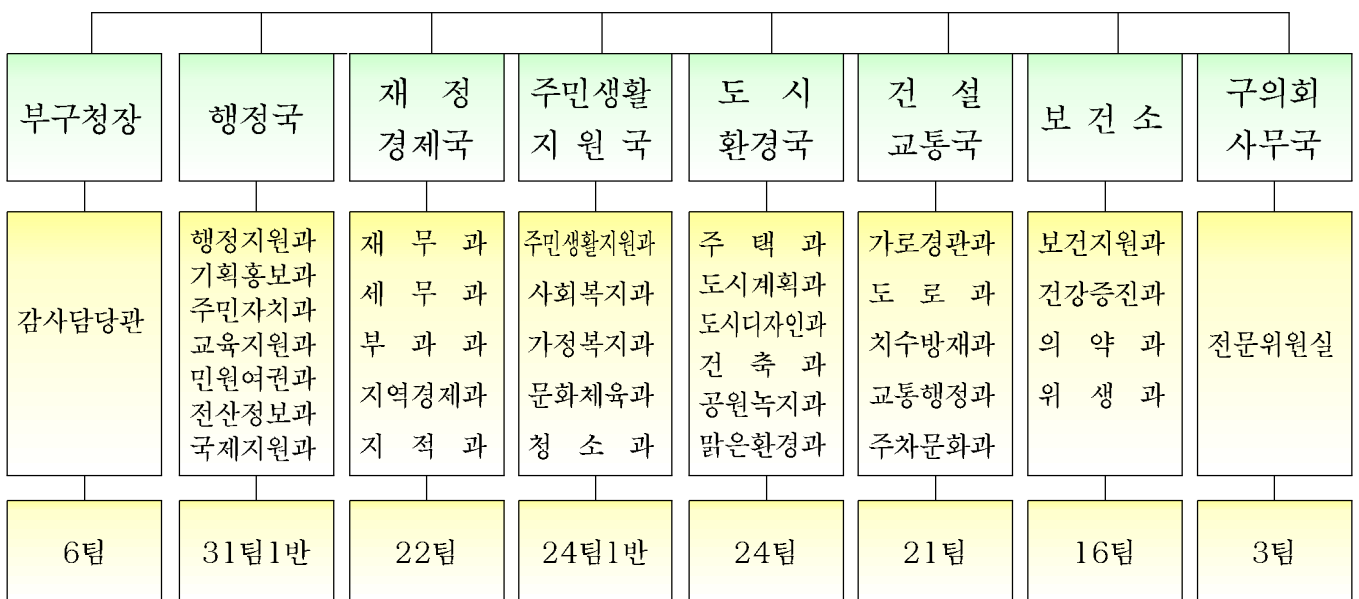 부구청장
행정국
재 정
경제국
주민생활
지 원 국
도 시
환경국
건 설
교통국
보 건 소
구의회
사무국
감사담당관
행정지원과
기획홍보과
주민자치과
교육지원과
민원여권과
전산정보과
국제지원과
재 무 과
세 무 과
부 과 과
지역경제과
지 적 과
주민생활지원과
사회복지과
가정복지과
문화체육과
청 소 과
주 택 과
도시계획과
도시디자인과
건 축 과
공원녹지과
맑은환경과
가로경관과
도 로 과
치수방재과
교통행정과
주차문화과
보건지원과
건강증진과
의 약 과
위 생 과
전문위원실
6팀
31팀1반
22팀
24팀1반
24팀
21팀
16팀
3팀